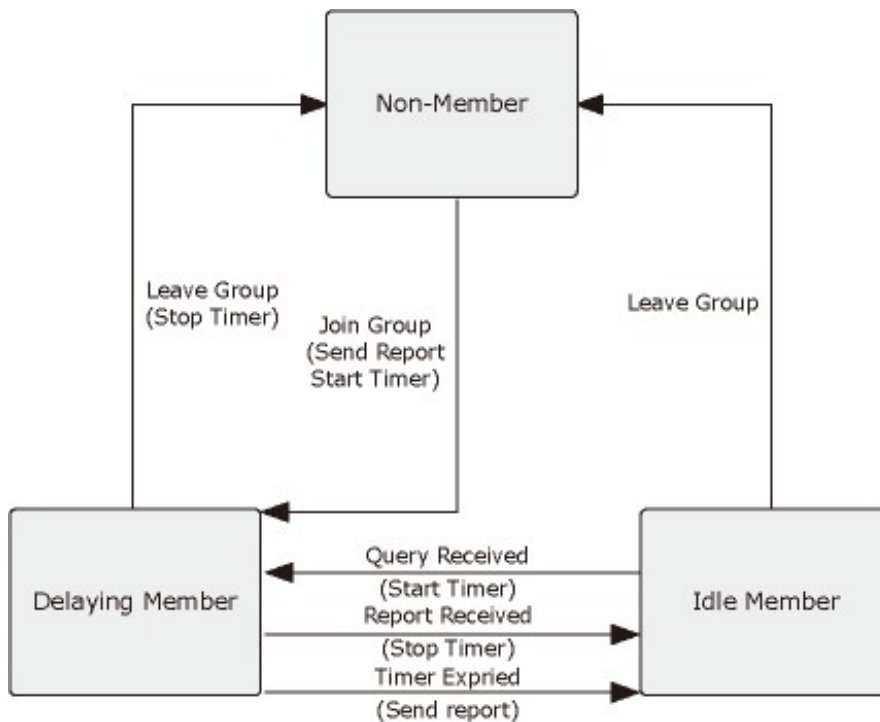 Non-Member
Leave Group
(Stop Timer)
Join Group
(Send Report
Start Timer)
Leave Group
Delaying Member
Query Received
(Start Timer)
Report Received
(Stop Timer)
Timer Expried
(Send report)
Idle Member